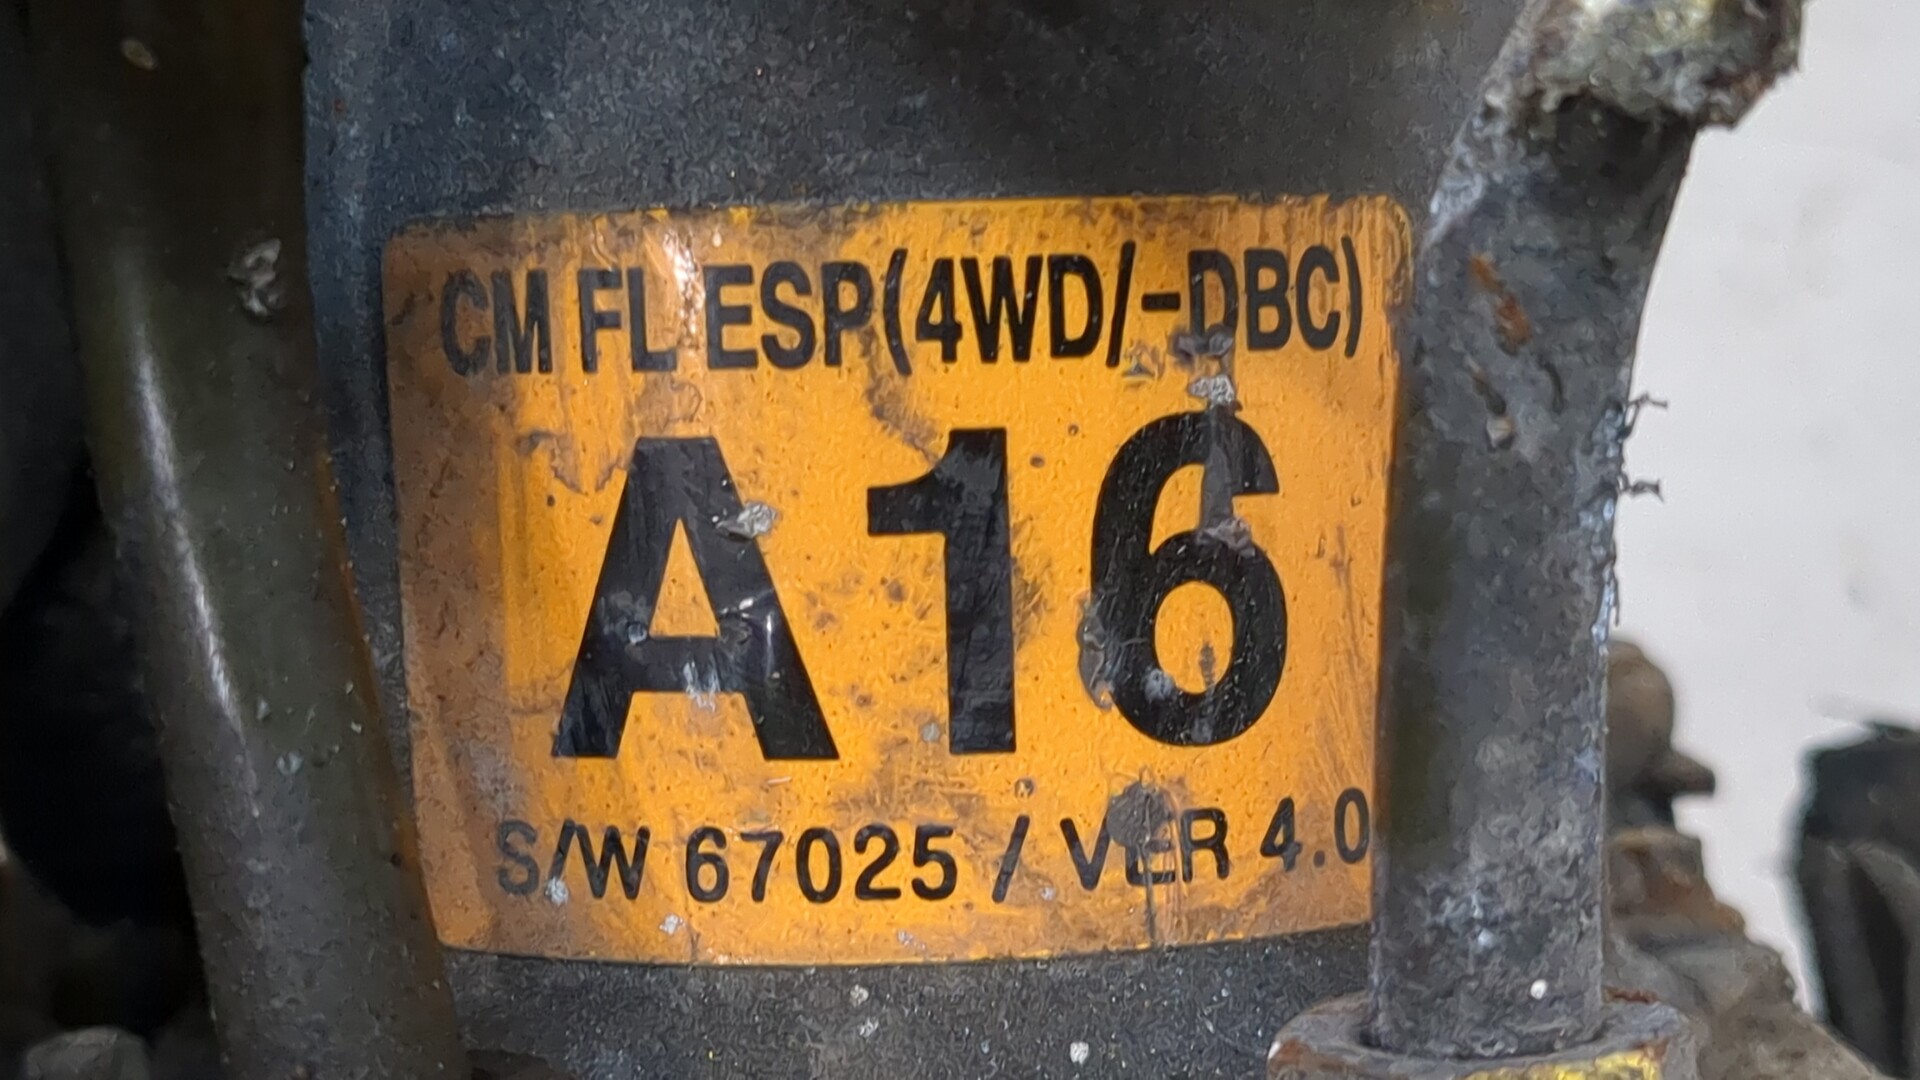 CM FL ESP(4WD/-DBC)
A16
S/W 67025 / VER 4.0